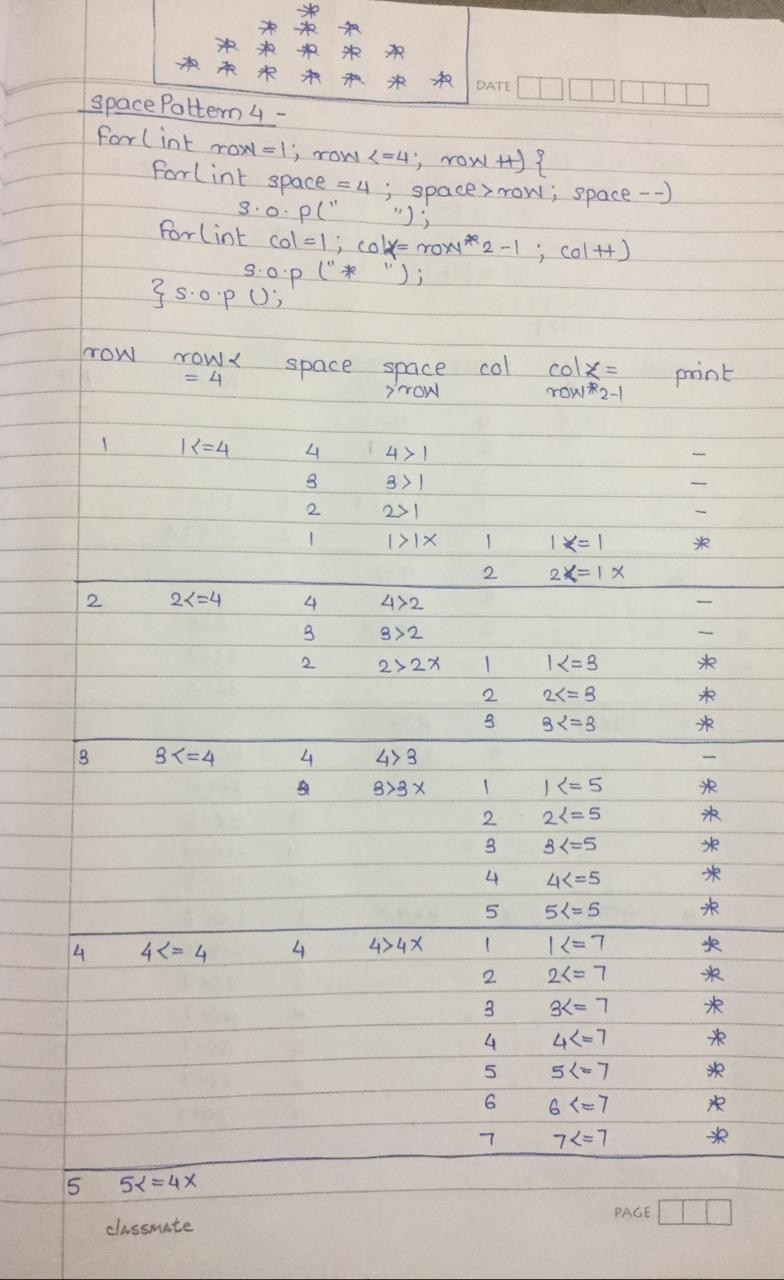 *
* * *
* * * * *
* * * * * * *
DATE
space Pattern 4 -
for(int row=1; row<=4; row++){
for(int space=4; space>row; space--)
s.o.p(" ");
for(int col=1; col<=row*2-1; col++)
s.o.p("* ");
} s.o.p();
row row< space space col col<= print
=4 >row row*2-1
1 1<=4 4 4>1 -
3 3>1 -
2 2>1 -
1 1>1x 1 1<=1 *
2 2<=1x
2 2<=4 4 4>2 -
3 3>2 -
2 2>2x 1 1<=3 *
2 2<=3 *
3 3<=3 *
3 3<=4 4 4>3 -
3 3>3x 1 1<=5 *
2 2<=5 *
3 3<=5 *
4 4<=5 *
5 5<=5 *
4 4<=4 4 4>4x 1 1<=7 *
2 2<=7 *
3 3<=7 *
4 4<=7 *
5 5<=7 *
6 6<=7 *
7 7<=7 *
5 5<=4x
classmate
PAGE